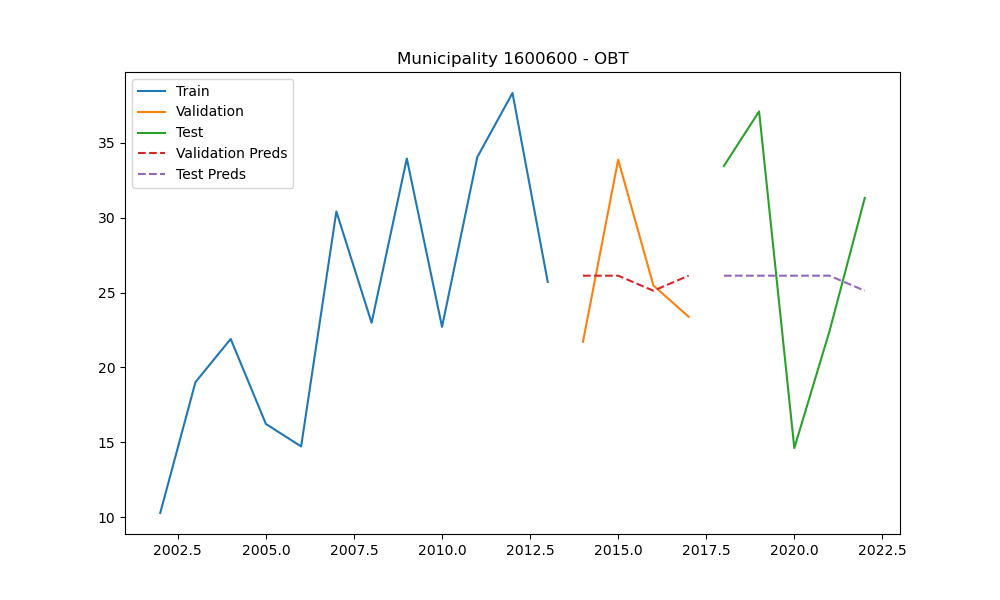 Municipality 1600600 - OBT
Train
Validation
Test
Validation Preds
Test Preds
35
30
25
20
15
10
2002.5 2005.0 2007.5 2010.0 2012.5 2015.0 2017.5 2020.0 2022.5